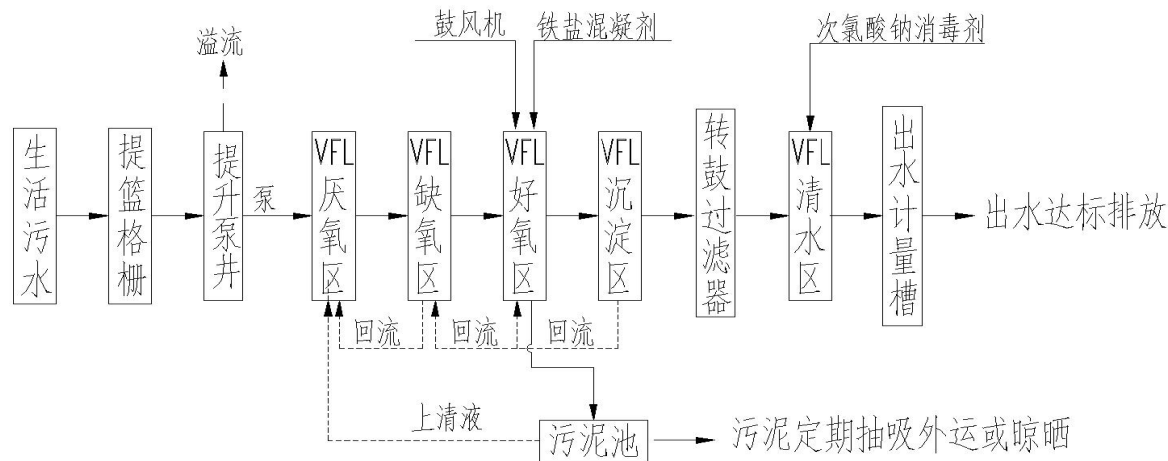 鼓风机
铁盐混凝剂
次氯酸钠消毒剂
溢流
生活污水
提篮格栅
提升泵井
泵
VFL厌氧区
VFL缺氧区
VFL好氧区
VFL沉淀区
转鼓过滤器
VFL清水区
出水计量槽
出水达标排放
回流
回流
回流
上清液
污泥池
污泥定期抽吸外运或晾晒